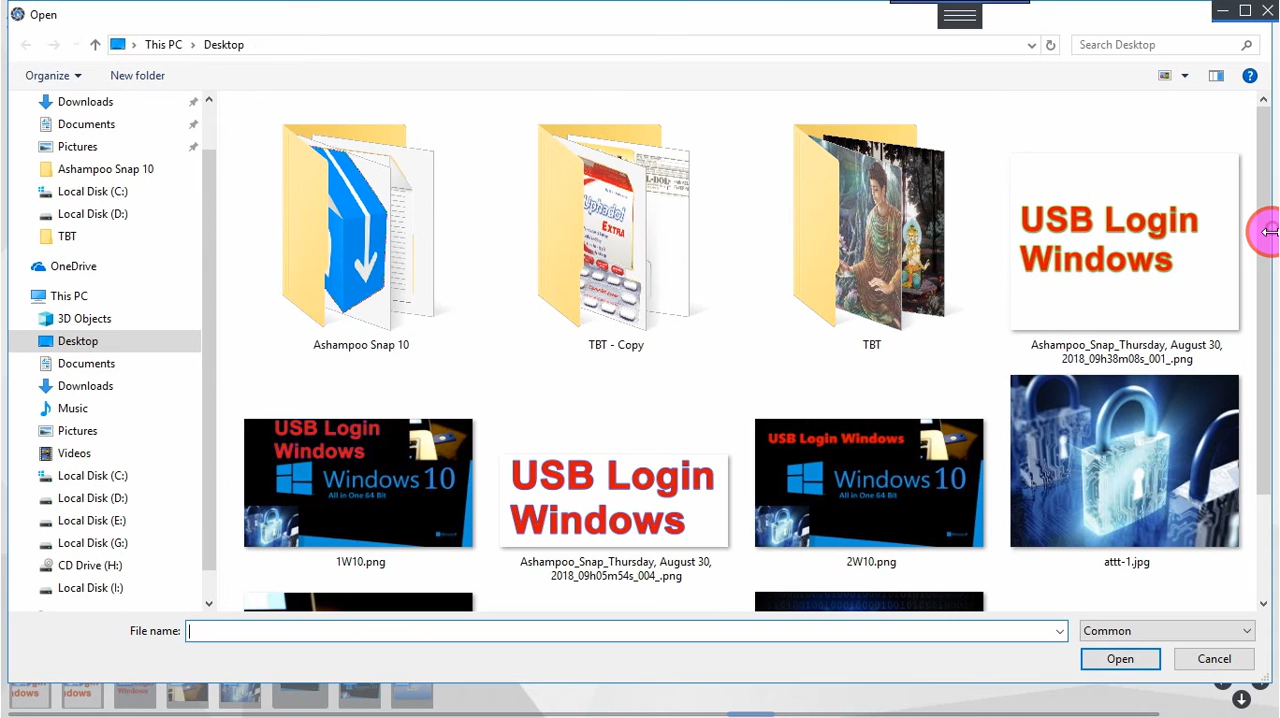 Open
This PC
Desktop
Search Desktop
Organize
New folder
Downloads
Documents
Pictures
Ashampoo Snap 10
Local Disk (C:)
Local Disk (D:)
TBT
OneDrive
This PC
3D Objects
Desktop
Documents
Downloads
Music
Pictures
Videos
Local Disk (C:)
Local Disk (D:)
Local Disk (E:)
Local Disk (G:)
CD Drive (H:)
Local Disk (I:)
Uphadol
EXTRA
USB Login
Windows
Ashampoo Snap 10
TBT - Copy
TBT
Ashampoo_Snap_Thursday, August 30,
2018_09h38m08s_001_.png
USB Login
Windows
Windows 10
All in One 64 Bit
USB Login
Windows
USB Login Windows
Windows 10
All in One 64 Bit
1W10.png
Ashampoo_Snap_Thursday, August 30,
2018_09h05m54s_004_.png
2W10.png
attt-1.jpg
File name:
Common
Open
Cancel